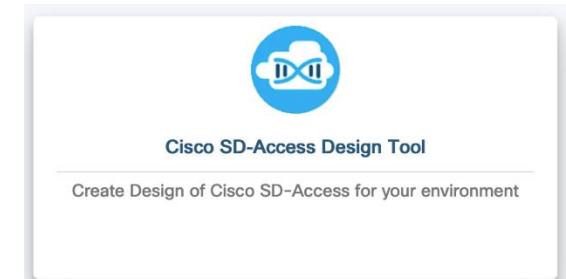 Cisco SD-Access Design Tool
Create Design of Cisco SD-Access for your environment